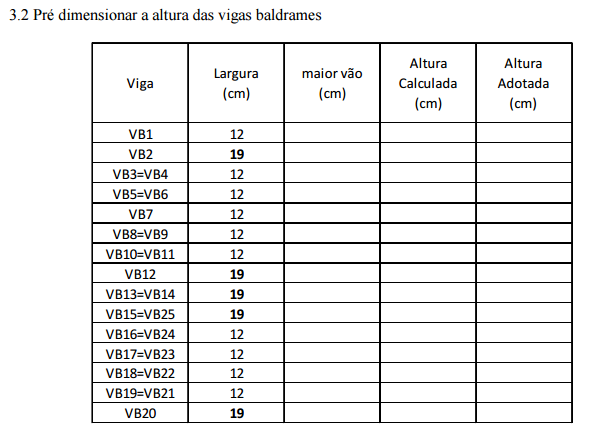 3.2 Pré dimensionar a altura das vigas baldrames
Viga Largura (cm) maior vão (cm) Altura Calculada (cm) Altura Adotada (cm)
VB1 12
VB2 19
VB3=VB4 12
VB5=VB6 12
VB7 12
VB8=VB9 12
VB10=VB11 12
VB12 19
VB13=VB14 19
VB15=VB25 19
VB16=VB24 12
VB17=VB23 12
VB18=VB22 12
VB19=VB21 12
VB20 19